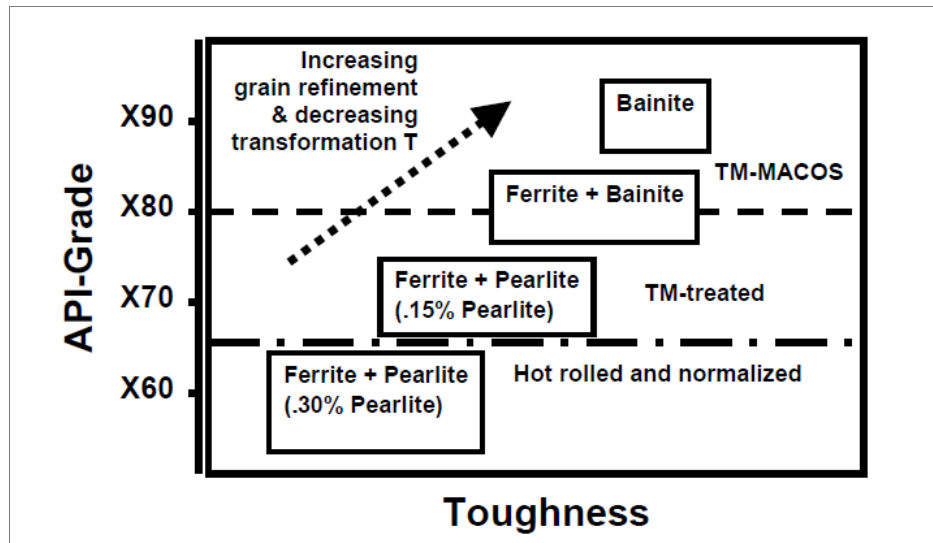 Increasing
grain refinement
& decreasing
transformation T
Bainite
X90
TM-MACOS
Ferrite + Bainite
X80
API-Grade
Ferrite + Pearlite
(.15% Pearlite)
TM-treated
X70
Ferrite + Pearlite
(.30% Pearlite)
Hot rolled and normalized
X60
Toughness